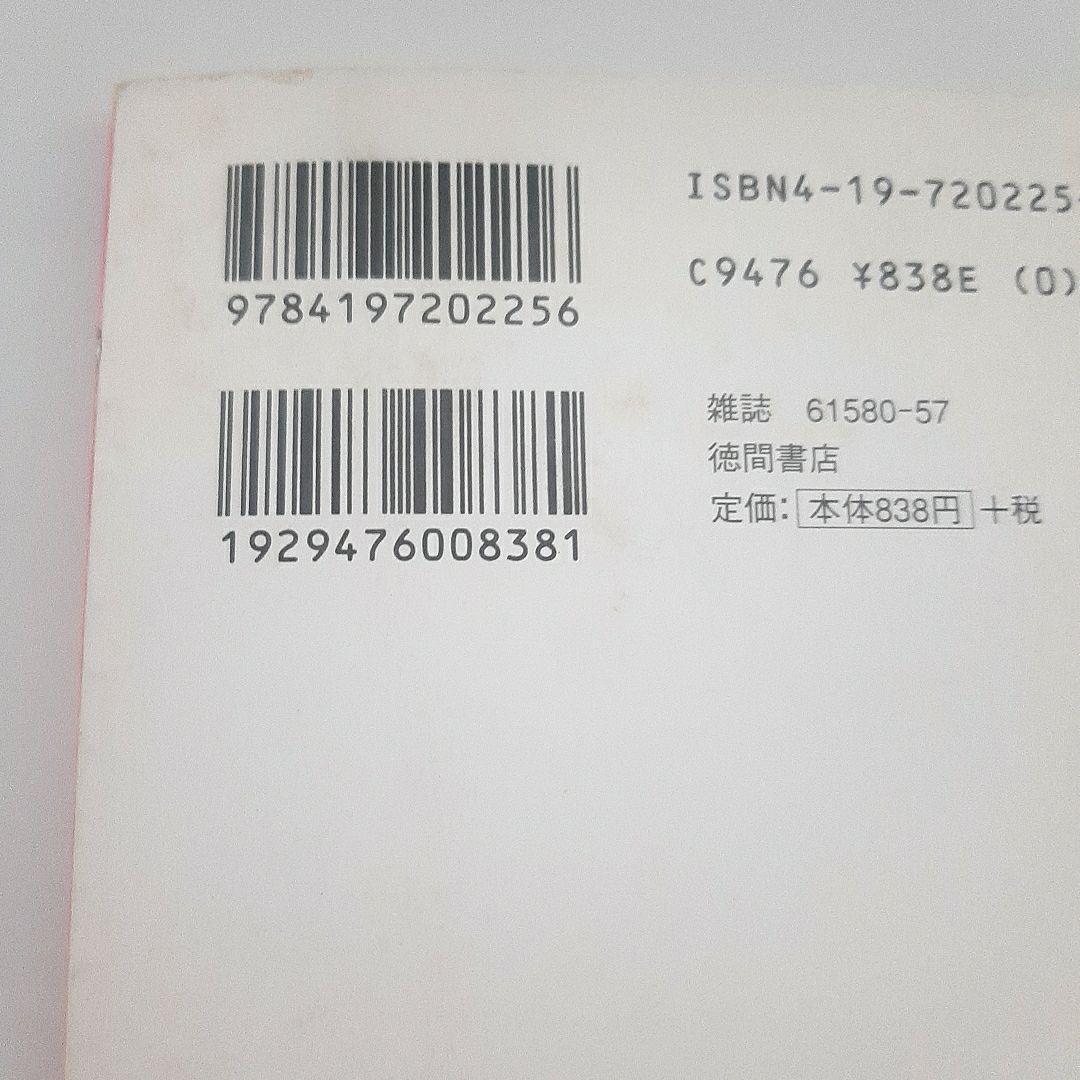 9784197202256
ISBN4-19-720225-
C9476 ¥838E (0)
1929476008381
雑誌 61580-57
徳間書店
定価:本体838円+税